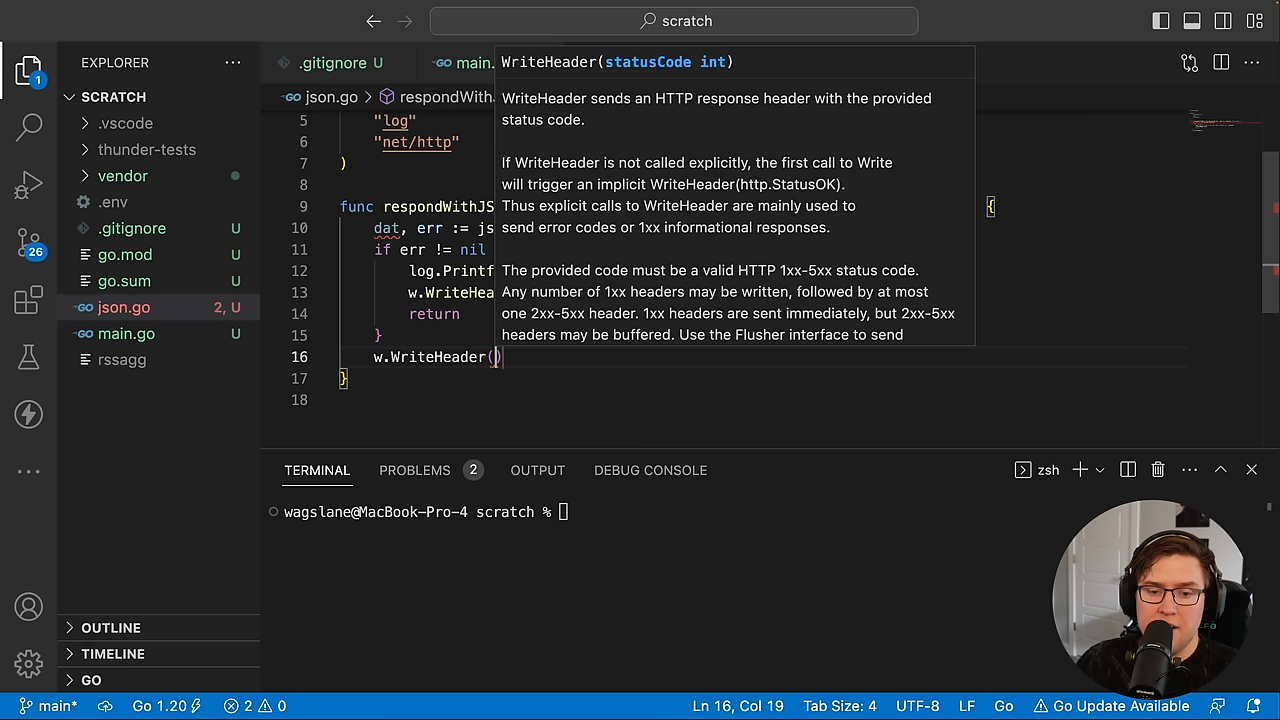 scratch
EXPLORER
SCRATCH
.vscode
thunder-tests
vendor
.env
.gitignore U
go.mod U
go.sum U
GO json.go 2, U
GO main.go U
rssagg
1
26
OUTLINE
TIMELINE
GO
.gitignore U
GO main.
GO json.go > respondWith
5 "log"
6 "net/http"
7 )
8
9 func respondWithJS {
10 dat, err := js
11 if err != nil
12 log.Printf
13 w.WriteHea
14 return
15 }
16 w.WriteHeader()
17 }
18
WriteHeader(statusCode int)
WriteHeader sends an HTTP response header with the provided
status code.
If WriteHeader is not called explicitly, the first call to Write
will trigger an implicit WriteHeader(http.StatusOK).
Thus explicit calls to WriteHeader are mainly used to
send error codes or 1xx informational responses.
The provided code must be a valid HTTP 1xx-5xx status code.
Any number of 1xx headers may be written, followed by at most
one 2xx-5xx header. 1xx headers are sent immediately, but 2xx-5xx
headers may be buffered. Use the Flusher interface to send
TERMINAL PROBLEMS 2 OUTPUT DEBUG CONSOLE zsh
wagslane@MacBook-Pro-4 scratch %
main* Go 1.20 2 0 Ln 16, Col 19 Tab Size: 4 UTF-8 LF Go Go Update Available